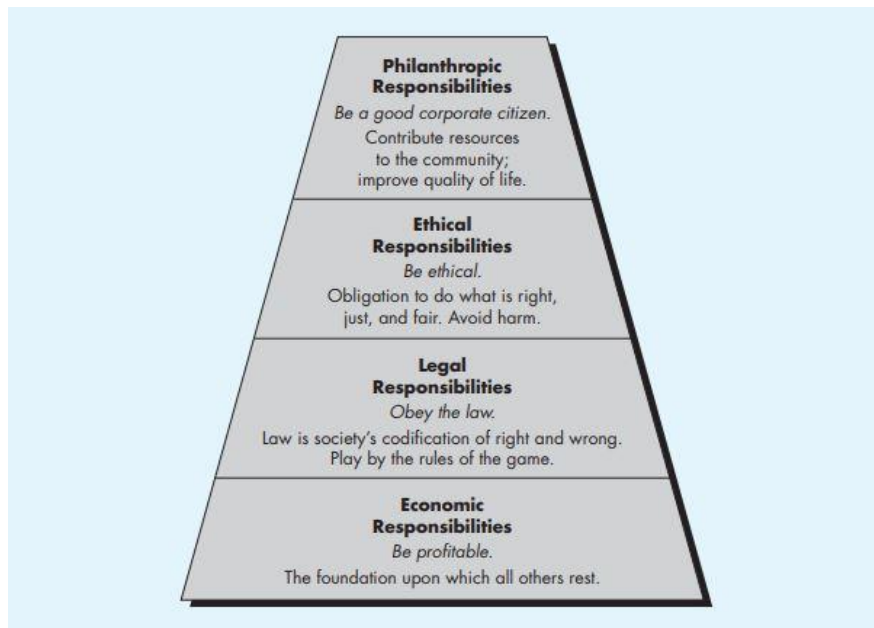 Philanthropic
Responsibilities
Be a good corporate citizen.
Contribute resources
to the community;
improve quality of life.
Ethical
Responsibilities
Be ethical.
Obligation to do what is right,
just, and fair. Avoid harm.
Legal
Responsibilities
Obey the law.
Law is society's codification of right and wrong.
Play by the rules of the game.
Economic
Responsibilities
Be profitable.
The foundation upon which all others rest.